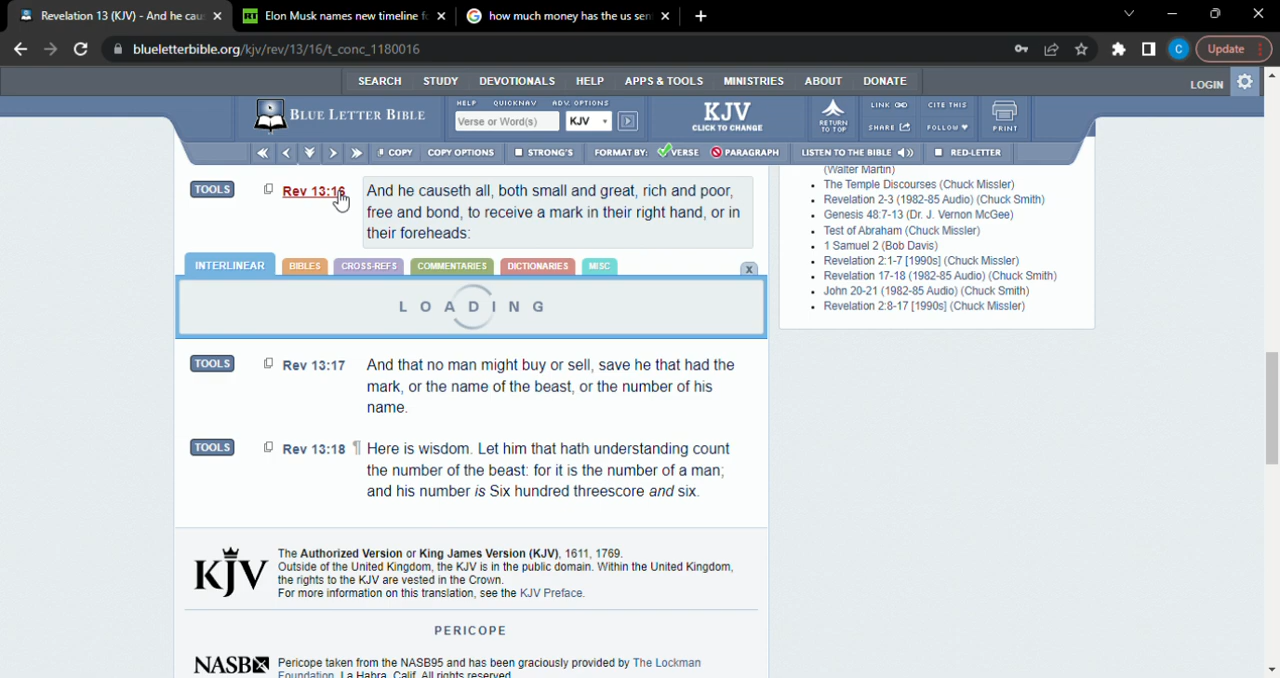 Revelation 13 (KJV) - And he cau
Elon Musk names new timeline f
how much money has the us sen
blueletterbible.org/kjv/rev/13/16/t_conc_1180016
C
Update
SEARCH STUDY DEVOTIONALS HELP APPS & TOOLS MINISTRIES ABOUT DONATE
LOGIN
BLUE LETTER BIBLE
HELP QUICKNAV ADV. OPTIONS
Verse or Word(s)
KJV
KJV
CLICK TO CHANGE
RETURN
TO TOP
LINK
CITE THIS
SHARE
FOLLOW
PRINT
COPY COPY OPTIONS STRONG'S FORMAT BY: VERSE PARAGRAPH LISTEN TO THE BIBLE RED-LETTER
TOOLS
Rev 13:16
And he causeth all, both small and great, rich and poor,
free and bond, to receive a mark in their right hand, or in
their foreheads:
INTERLINEAR BIBLES CROSS-REFS COMMENTARIES DICTIONARIES MISC
X
LOADING
TOOLS
Rev 13:17
And that no man might buy or sell, save he that had the
mark, or the name of the beast, or the number of his
name.
TOOLS
Rev 13:18 ¶
Here is wisdom. Let him that hath understanding count
the number of the beast: for it is the number of a man;
and his number is Six hundred threescore and six.
KJV
The Authorized Version or King James Version (KJV), 1611, 1769.
Outside of the United Kingdom, the KJV is in the public domain. Within the United Kingdom,
the rights to the KJV are vested in the Crown.
For more information on this translation, see the KJV Preface.
PERICOPE
NASB
Pericope taken from the NASB95 and has been graciously provided by The Lockman
Foundation, La Habra, Calif. All rights reserved
(Walter Martin)
The Temple Discourses (Chuck Missler)
Revelation 2-3 (1982-85 Audio) (Chuck Smith)
Genesis 48:7-13 (Dr. J. Vernon McGee)
Test of Abraham (Chuck Missler)
1 Samuel 2 (Bob Davis)
Revelation 2:1-7 [1990s] (Chuck Missler)
Revelation 17-18 (1982-85 Audio) (Chuck Smith)
John 20-21 (1982-85 Audio) (Chuck Smith)
Revelation 2:8-17 [1990s] (Chuck Missler)